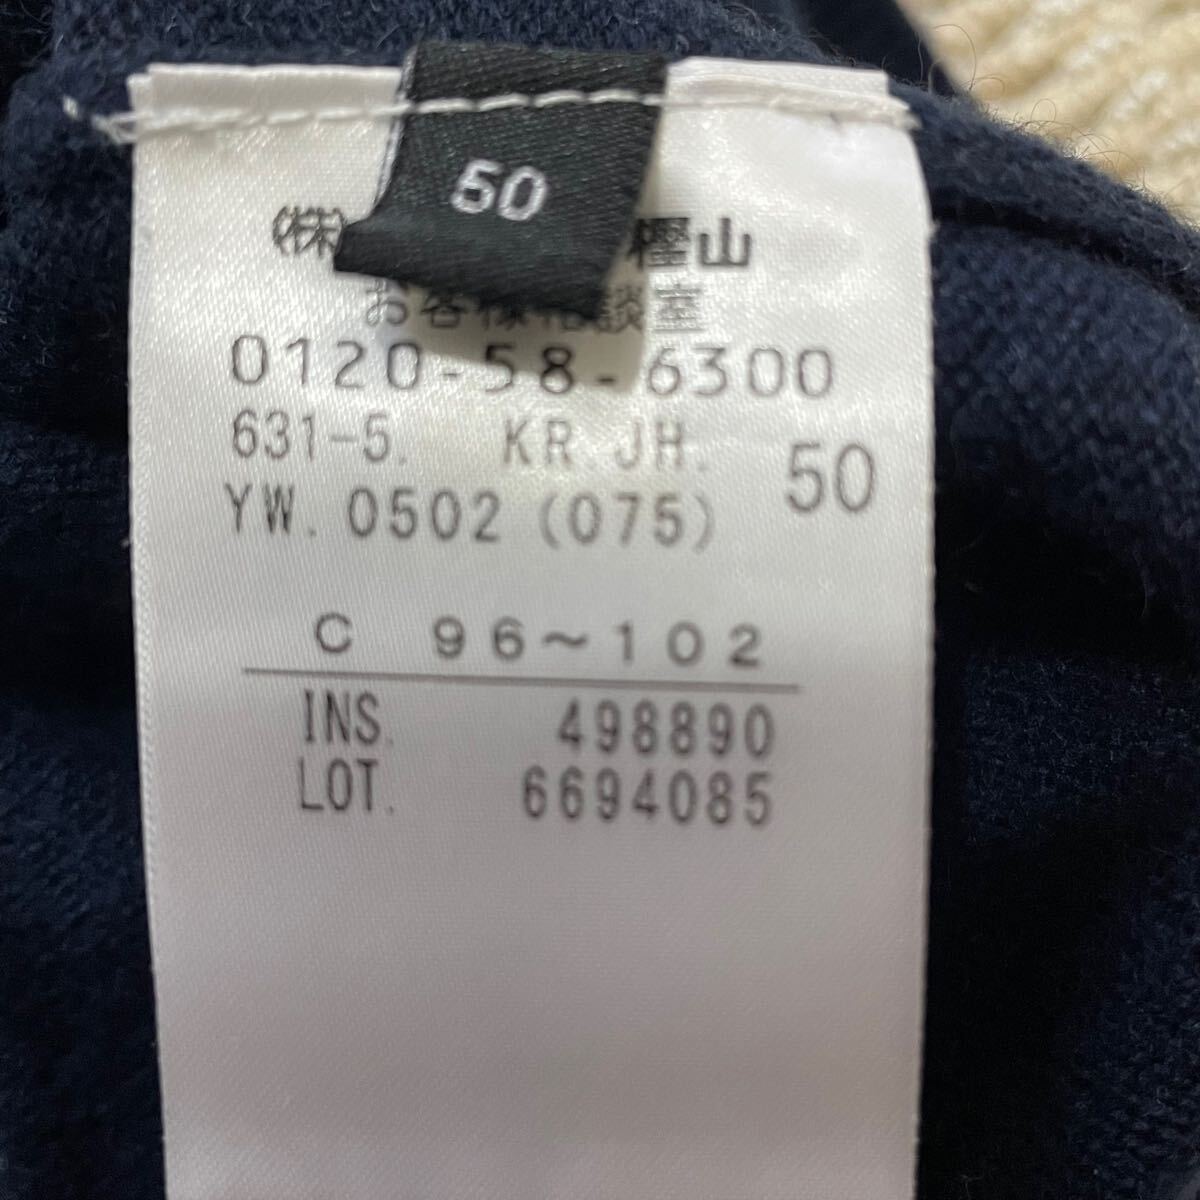 50
(株) 樫山
お客様相談室
0120-58-6300
631-5. KR.JH. 50
YW. 0502 (075)
C 96~102
INS. 498890
LOT. 6694085